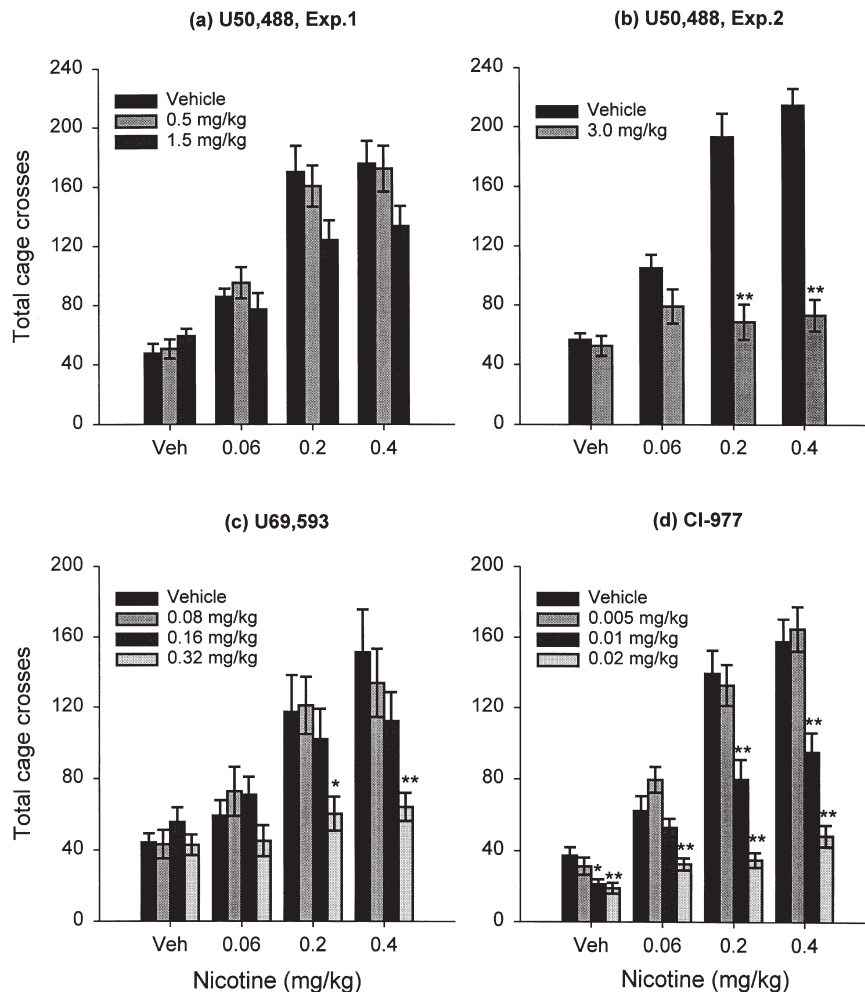 (a) U50,488, Exp.1
240
200
160
120
80
40
0
Total cage crosses
Vehicle
0.5 mg/kg
1.5 mg/kg
Veh 0.06 0.2 0.4
(b) U50,488, Exp.2
240
200
160
120
80
40
0
Vehicle
3.0 mg/kg
**
**
Veh 0.06 0.2 0.4
(c) U69,593
200
160
120
80
40
0
Total cage crosses
Vehicle
0.08 mg/kg
0.16 mg/kg
0.32 mg/kg
*
**
Veh 0.06 0.2 0.4
Nicotine (mg/kg)
(d) CI-977
200
160
120
80
40
0
Vehicle
0.005 mg/kg
0.01 mg/kg
0.02 mg/kg
*
**
**
**
**
**
**
Veh 0.06 0.2 0.4
Nicotine (mg/kg)